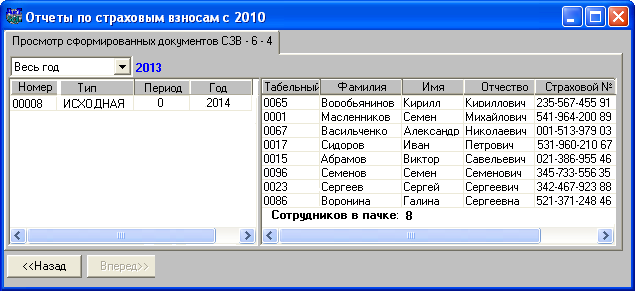 Отчеты по страховым взносам с 2010
Просмотр сформированных документов СЗВ - 6 - 4
Весь год 2013
Номер Тип Период Год
00008 ИСХОДНАЯ 0 2014
Табельный Фамилия Имя Отчество Страховой №
0065 Воробьянинов Кирилл Кириллович 235-567-455 91
0001 Масленников Семен Михайлович 541-964-200 89
0067 Васильченко Александр Николаевич 001-513-979 03
0017 Сидоров Иван Петрович 531-960-210 67
0015 Абрамов Виктор Савельевич 021-386-955 46
0096 Семенов Семен Семенович 345-733-556 35
0023 Сергеев Сергей Сергеевич 342-467-923 88
0086 Воронина Галина Сергеевна 521-371-248 46
Сотрудников в пачке: 8
<<Назад Вперед>>